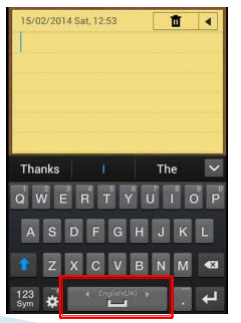 15/02/2014 Sat, 12:53
Thanks I The
Q W E R T Y U I O P
A S D F G H J K L
Z X C V B N M
123
Sym English(UK) .